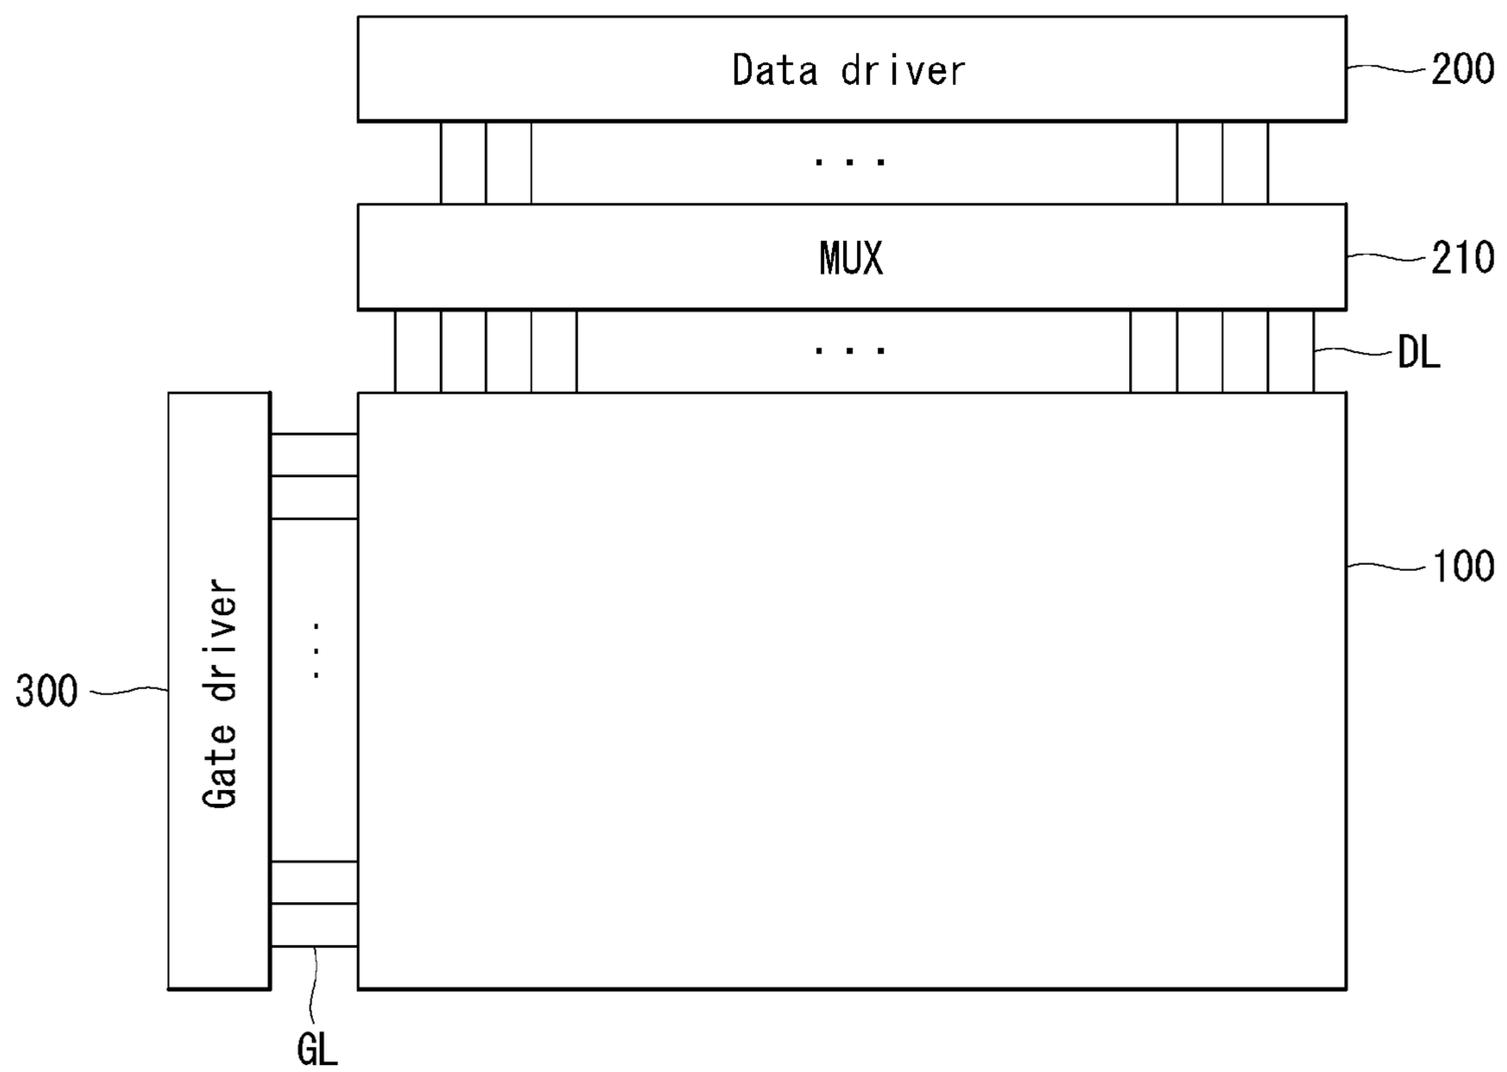 Data driver
200
. . .
MUX
210
. . .
DL
100
Gate driver
. . .
300
GL